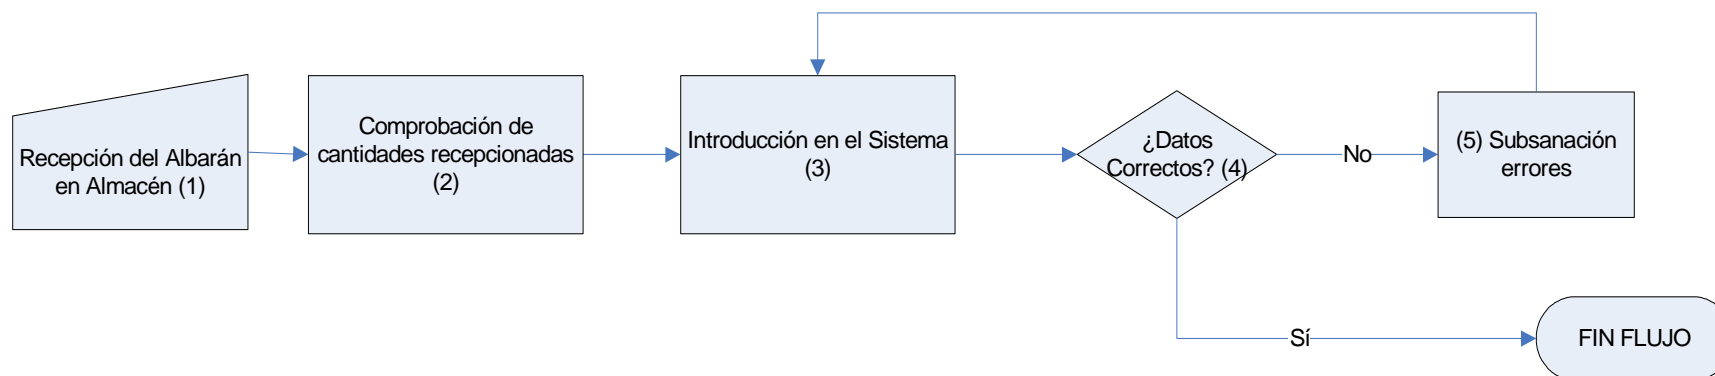 Recepción del Albarán
en Almacén (1)
Comprobación de
cantidades recepcionadas
(2)
Introducción en el Sistema
(3)
¿Datos
Correctos? (4)
No
(5) Subsanación
errores
Sí
FIN FLUJO